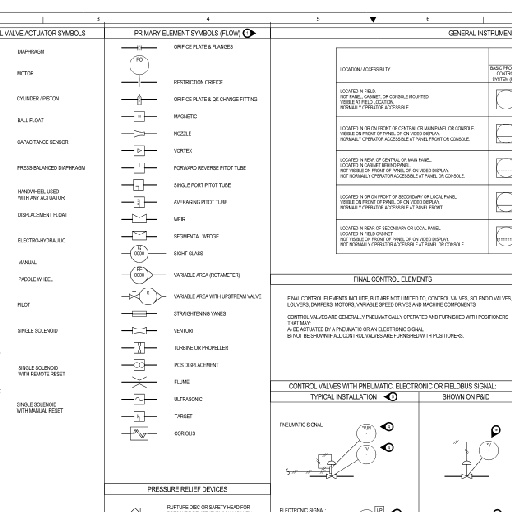 3
4
5
6
VALVE ACTUATOR SYMBOLS
DIAPHRAGM
MOTOR
CYLINDER / PISTON
BALL FLOAT
CAPACITANCE SENSOR
PRESS-BALANCED DIAPHRAGM
HANDWHEEL USED
WITH ANY ACTUATOR
DISPLACEMENT FLOAT
ELECTRO-HYDRAULIC
MANUAL
PADDLE WHEEL
PILOT
SINGLE SOLENOID
SINGLE SOLENOID
WITH REMOTE RESET
SINGLE SOLENOID
WITH MANUAL RESET
PRIMARY ELEMENT SYMBOLS (FLOW)
ORIFICE PLATE & FLANGES
RESTRICTION ORIFICE
ORIFICE PLATE & QK CHANGE FITTING
MAGNETIC
NOZZLE
VORTEX
FORWARD REVERSE PITOT TUBE
SINGLE PORT PITOT TUBE
AVERAGING PITOT TUBE
WEIR
SEGMENTAL WEDGE
SIGHT GLASS
VARIABLE AREA (ROTAMETER)
VARIABLE AREA WITH UPSTREAM VALVE
STRAIGHTENING VANES
VENTURI
TURBINE OR PROPELLER
POS DISPLACEMENT
FLUME
ULTRASONIC
TARGET
CORIOLIS
PRESSURE RELIEF DEVICES
RUPTURE DISC OR SAFETY HEAD FOR
GENERAL INSTRUMEN
LOCATION / ACCESSIBILITY
LOCATED IN FIELD.
NOT PANEL, CABINET, OR CONSOLE MOUNTED
VISIBLE AT FIELD LOCATION.
NORMALLY OPERATOR ACCESSIBLE
LOCATED IN OR ON FRONT OF CENTRAL OR MAIN PANEL OR CONSOLE.
VISIBLE ON FRONT OF PANEL OR ON VIDEO DISPLAY.
NORMALLY OPERATOR ACCESSIBLE AT PANEL FRONT OR CONSOLE.
LOCATED IN REAR OF CENTRAL OR MAIN PANEL.
LOCATED IN CABINET BEHIND PANEL.
NOT VISIBLE ON FRONT OF PANEL OR ON VIDEO DISPLAY.
NOT NORMALLY OPERATOR ACCESSIBLE AT PANEL OR CONSOLE.
LOCATED IN OR ON FRONT OF SECONDARY OR LOCAL PANEL.
VISIBLE ON FRONT OF PANEL OR ON VIDEO DISPLAY.
NORMALLY OPERATOR ACCESSIBLE AT PANEL FRONT
LOCATED IN REAR OF SECONDARY OR LOCAL PANEL.
LOCATED IN FIELD CABINET.
NOT VISIBLE ON FRONT OF PANEL OR ON VIDEO DISPLAY.
NOT NORMALLY OPERATOR ACCESSIBLE AT PANEL OR CONSOLE
FINAL CONTROL ELEMENTS
FINAL CONTROL ELEMENTS INCLUDE, BUT ARE NOT LIMITED TO, CONTROL VALVES, SOLENOID VALVES,
LOUVERS, DAMPERS, MOTORS, VARIABLE SPEED DRIVES AND MACHINE COMPONENTS
CONTROL VALVES ARE GENERALLY PNEUMATICALLY OPERATED AND FURNISHED WITH POSITIONERS
THAT MAY:
A) BE ACTUATED BY A PNEUMATIC OR AN ELECTRONIC SIGNAL.
B) NOT BE SHOWN IF ALL CONTROL VALVES ARE FURNISHED WITH POSITIONERS.
CONTROL VALVES WITH PNEUMATIC, ELECTRONIC OR FIELDBUS SIGNAL:
TYPICAL INSTALLATION
SHOWN ON P&ID
PNEUMATIC SIGNAL
ELECTRONIC SIGNAL